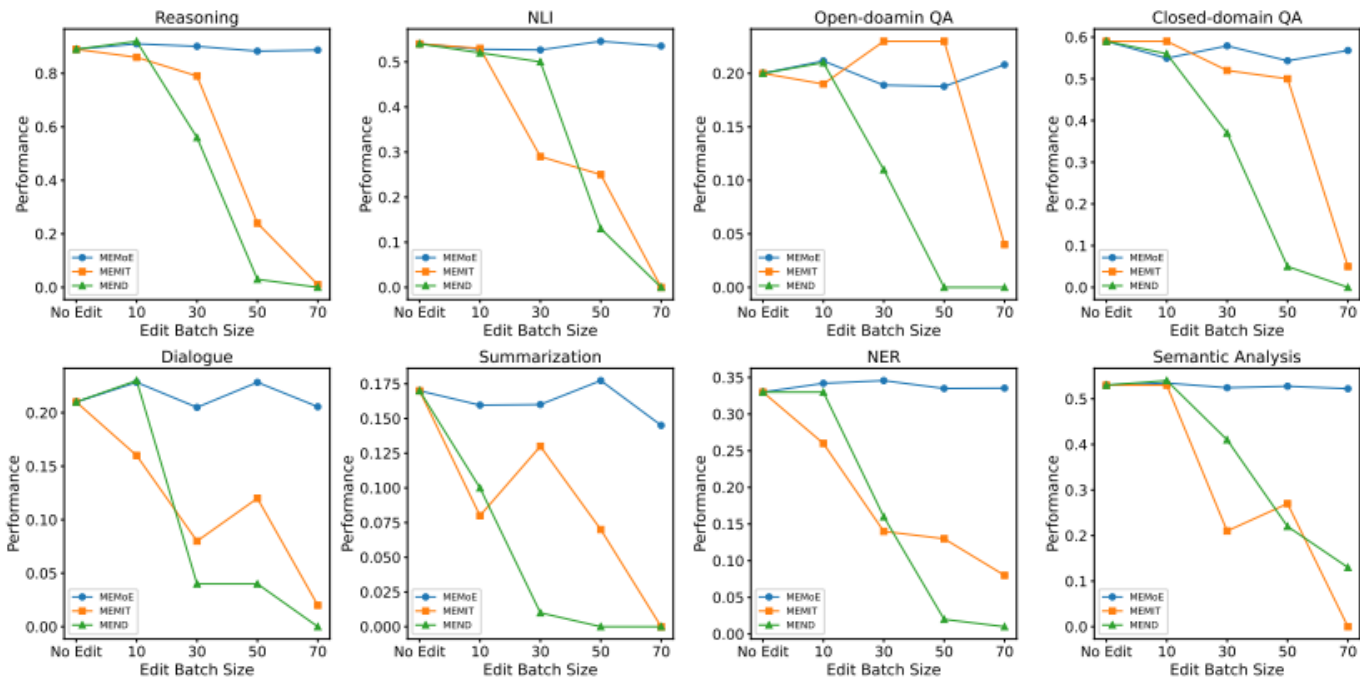 Reasoning
Performance
0.8
0.6
0.4
0.2
0.0
MEMoE
MEMIT
MEND
No Edit 10 30 50 70
Edit Batch Size
NLI
Performance
0.5
0.4
0.3
0.2
0.1
0.0
MEMoE
MEMIT
MEND
No Edit 10 30 50 70
Edit Batch Size
Open-doamin QA
Performance
0.20
0.15
0.10
0.05
0.00
MEMoE
MEMIT
MEND
No Edit 10 30 50 70
Edit Batch Size
Closed-domain QA
Performance
0.6
0.5
0.4
0.3
0.2
0.1
0.0
MEMoE
MEMIT
MEND
No Edit 10 30 50 70
Edit Batch Size
Dialogue
Performance
0.20
0.15
0.10
0.05
0.00
MEMoE
MEMIT
MEND
No Edit 10 30 50 70
Edit Batch Size
Summarization
Performance
0.175
0.150
0.125
0.100
0.075
0.050
0.025
0.000
MEMoE
MEMIT
MEND
No Edit 10 30 50 70
Edit Batch Size
NER
Performance
0.35
0.30
0.25
0.20
0.15
0.10
0.05
0.00
MEMoE
MEMIT
MEND
No Edit 10 30 50 70
Edit Batch Size
Semantic Analysis
Performance
0.5
0.4
0.3
0.2
0.1
0.0
MEMoE
MEMIT
MEND
No Edit 10 30 50 70
Edit Batch Size